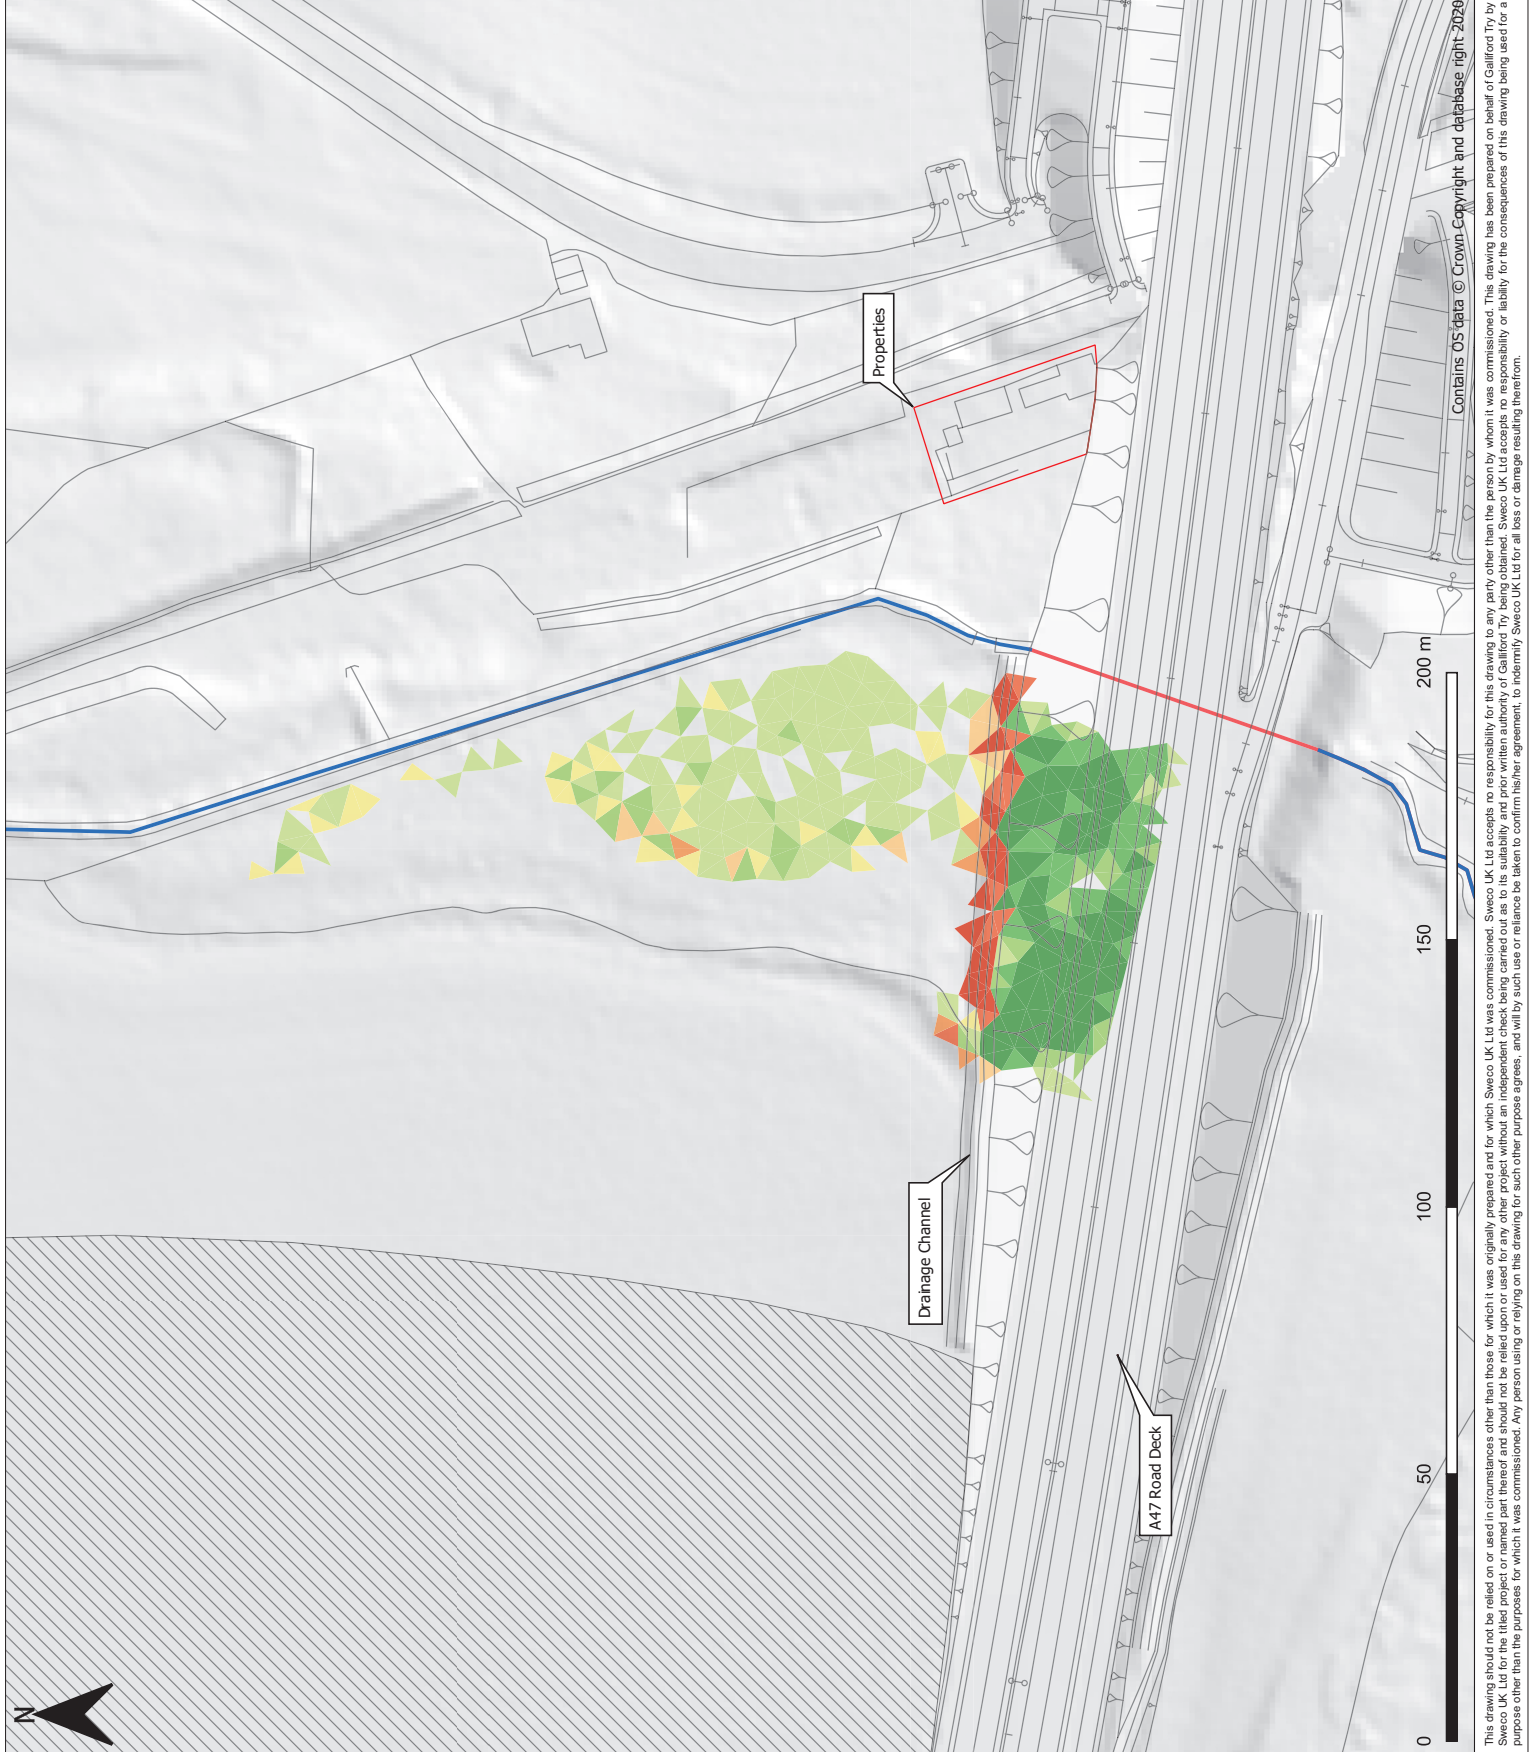 N
Properties
Drainage Channel
A47 Road Deck
0
50
100
150
200 m
Contains OS data © Crown Copyright and database right 2020
This drawing should not be relied on or used in circumstances other than those for which it was originally prepared and for which Sweco UK Ltd was commissioned. Sweco UK Ltd accepts no responsibility for this drawing to any party other than the person by whom it was commissioned. This drawing has been prepared on behalf of Galliford Try by
Sweco UK Ltd for the titled project or named part thereof and should not be relied upon or used for any other project without an independent check being carried out as to its suitability and prior written authority of Galliford Try being obtained. Sweco UK Ltd accepts no responsibility or liability for the consequences of this drawing being used for a
purpose other than the purposes for which it was commissioned. Any person using or relying on this drawing for such other purpose agrees, and will by such use or reliance be taken to confirm his/her agreement, to indemnify Sweco UK Ltd for all loss or damage resulting therefrom.